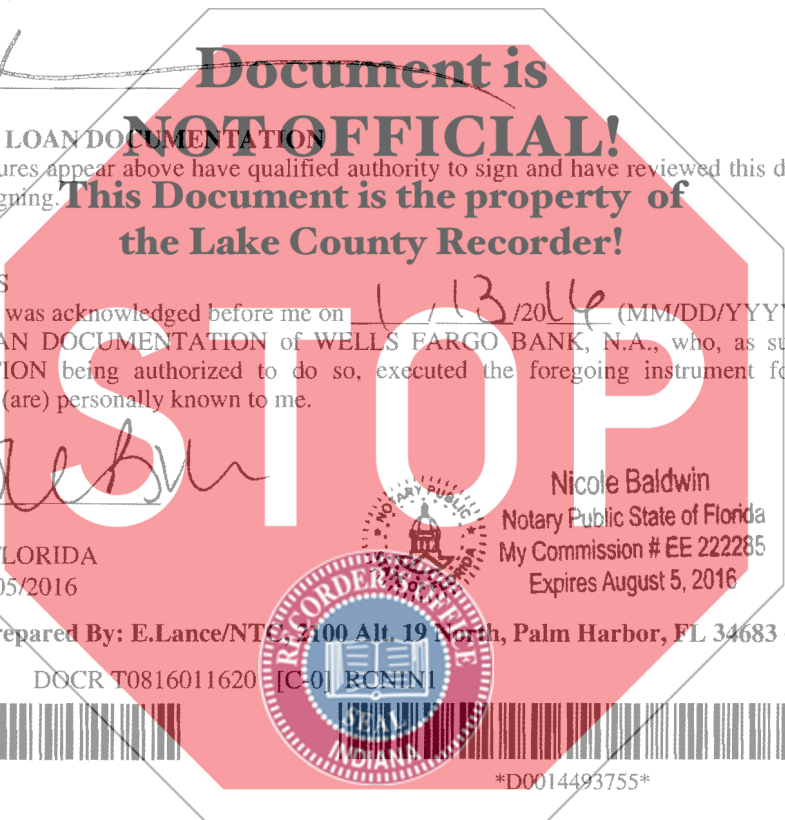 Document is
NOT OFFICIAL!
LOAN DOCUMENTATION
ures appear above have qualified authority to sign and have reviewed this d
gning.
This Document is the property of
the Lake County Recorder!
S
was acknowledged before me on 1/13/2016 (MM/DD/YYYY
AN DOCUMENTATION of WELLS FARGO BANK, N.A., who, as su
ION being authorized to do so, executed the foregoing instrument fo
(are) personally known to me.
STOP
NOTARY PUBLIC
Nicole Baldwin
Notary Public State of Florida
My Commission # EE 222285
Expires August 5, 2016
LORIDA
05/2016
repared By: E.Lance/NTC, 2100 Alt. 19 North, Palm Harbor, FL 34683
DOCR T0816011620 [C-0] RCNIN1
RECORDER'S OFFICE
SEAL
INDIANA
*D0014493755*